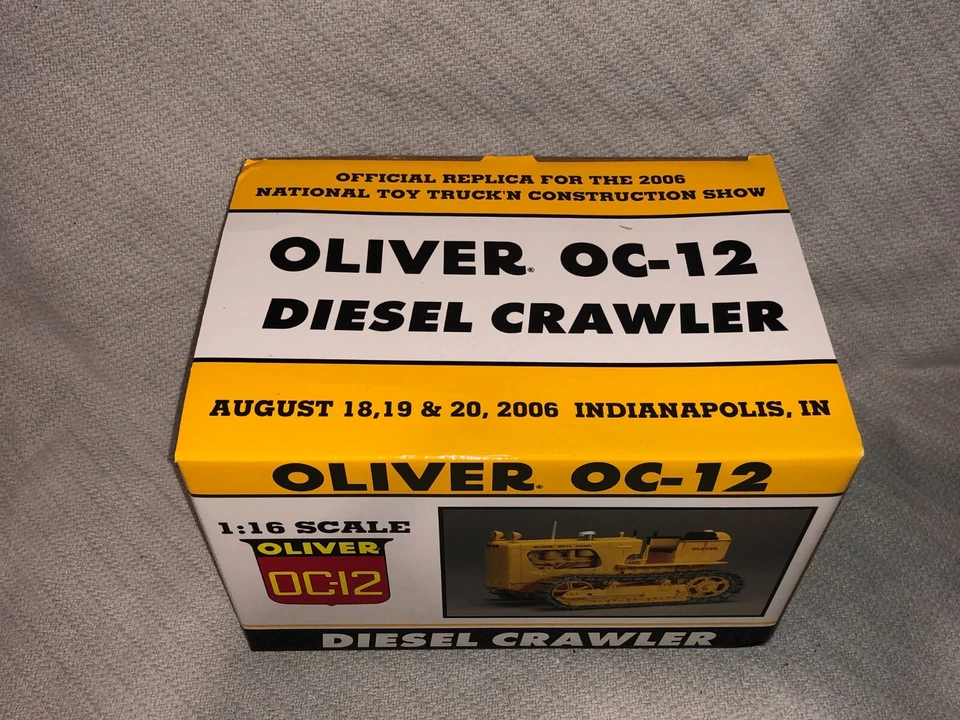 OFFICIAL REPLICA FOR THE 2006
NATIONAL TOY TRUCK'N CONSTRUCTION SHOW
OLIVER® OC-12
DIESEL CRAWLER
AUGUST 18,19 & 20, 2006 INDIANAPOLIS, IN
OLIVER® OC-12
1:16 SCALE
OLIVER
OC-12
OLIVER
DIESEL CRAWLER